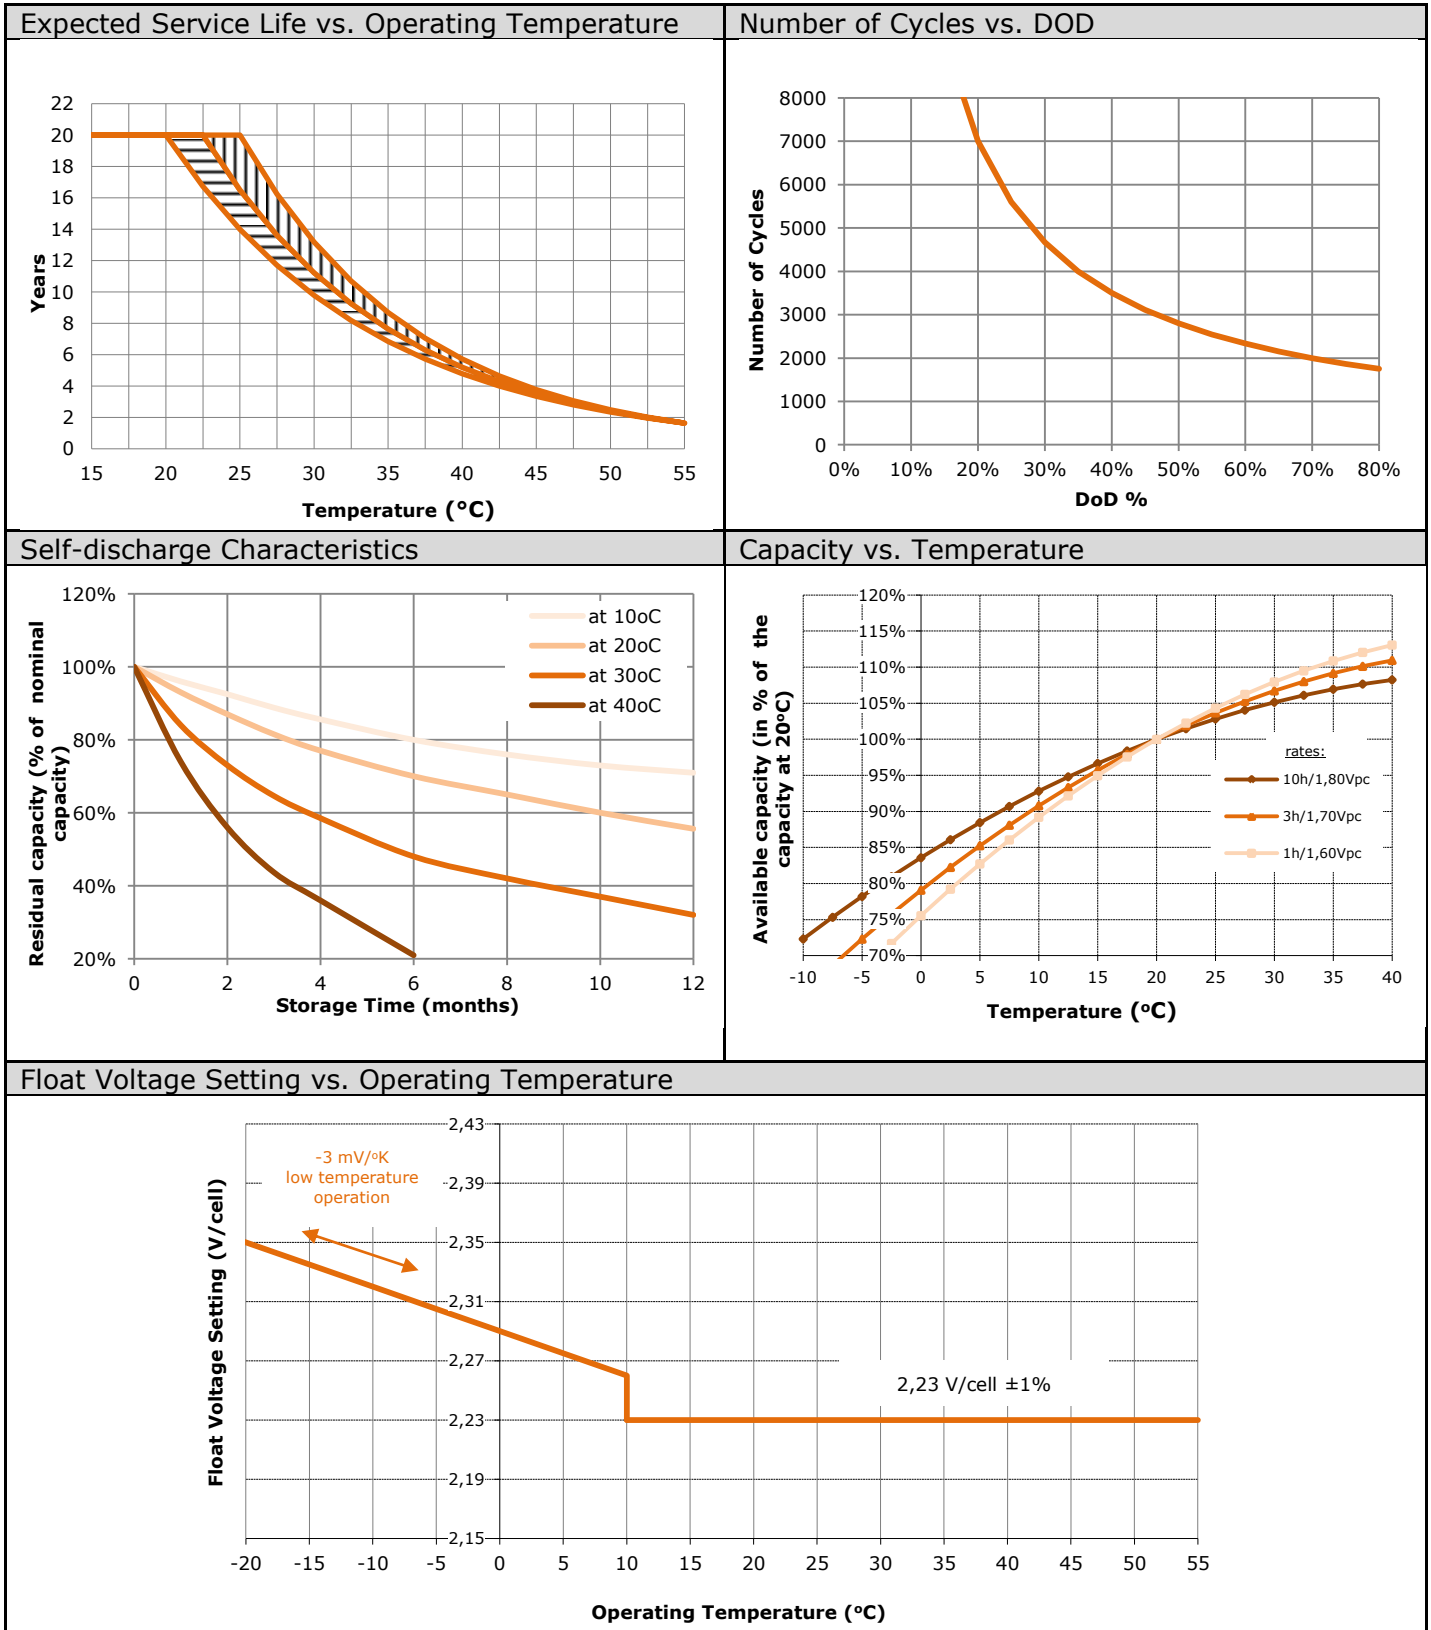 Expected Service Life vs. Operating Temperature
Number of Cycles vs. DOD
22
20
18
16
14
12
10
8
6
4
2
0
Years
15 20 25 30 35 40 45 50 55
Temperature (°C)
8000
7000
6000
5000
4000
3000
2000
1000
0
Number of Cycles
0% 10% 20% 30% 40% 50% 60% 70% 80%
DoD %
Self-discharge Characteristics
Capacity vs. Temperature
120%
100%
80%
60%
40%
20%
Residual capacity (% of nominal
capacity)
at 10oC
at 20oC
at 30oC
at 40oC
0 2 4 6 8 10 12
Storage Time (months)
120%
115%
110%
105%
100%
95%
90%
85%
80%
75%
70%
Available capacity (in % of the
capacity at 20°C)
rates:
10h/1,80Vpc
3h/1,70Vpc
1h/1,60Vpc
-10 -5 0 5 10 15 20 25 30 35 40
Temperature (°C)
Float Voltage Setting vs. Operating Temperature
2,43
2,39
2,35
2,31
2,27
2,23
2,19
2,15
Float Voltage Setting (V/cell)
-3 mV/°K
low temperature
operation
2,23 V/cell ±1%
-20 -15 -10 -5 0 5 10 15 20 25 30 35 40 45 50 55
Operating Temperature (°C)